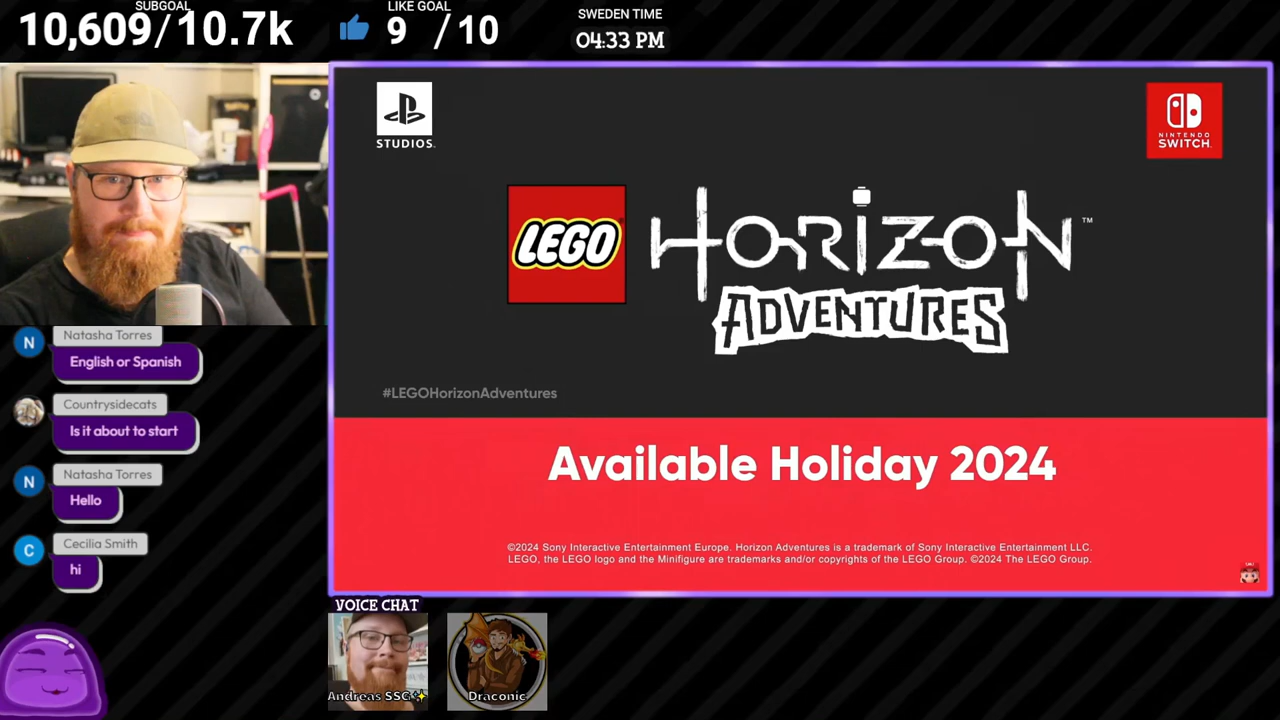 SUBGOAL
10,609/10.7k
LIKE GOAL
9 /10
SWEDEN TIME
04:33 PM
STUDIOS
NINTENDO
SWITCH
LEGO HORIZON™
ADVENTURES
#LEGOHorizonAdventures
Available Holiday 2024
©2024 Sony Interactive Entertainment Europe. Horizon Adventures is a trademark of Sony Interactive Entertainment LLC.
LEGO, the LEGO logo and the Minifigure are trademarks and/or copyrights of the LEGO Group. ©2024 The LEGO Group.
N
Natasha Torres
English or Spanish
Countrysidecats
Is it about to start
N
Natasha Torres
Hello
C
Cecilia Smith
hi
VOICE CHAT
Andreas SSG✨
Draconic